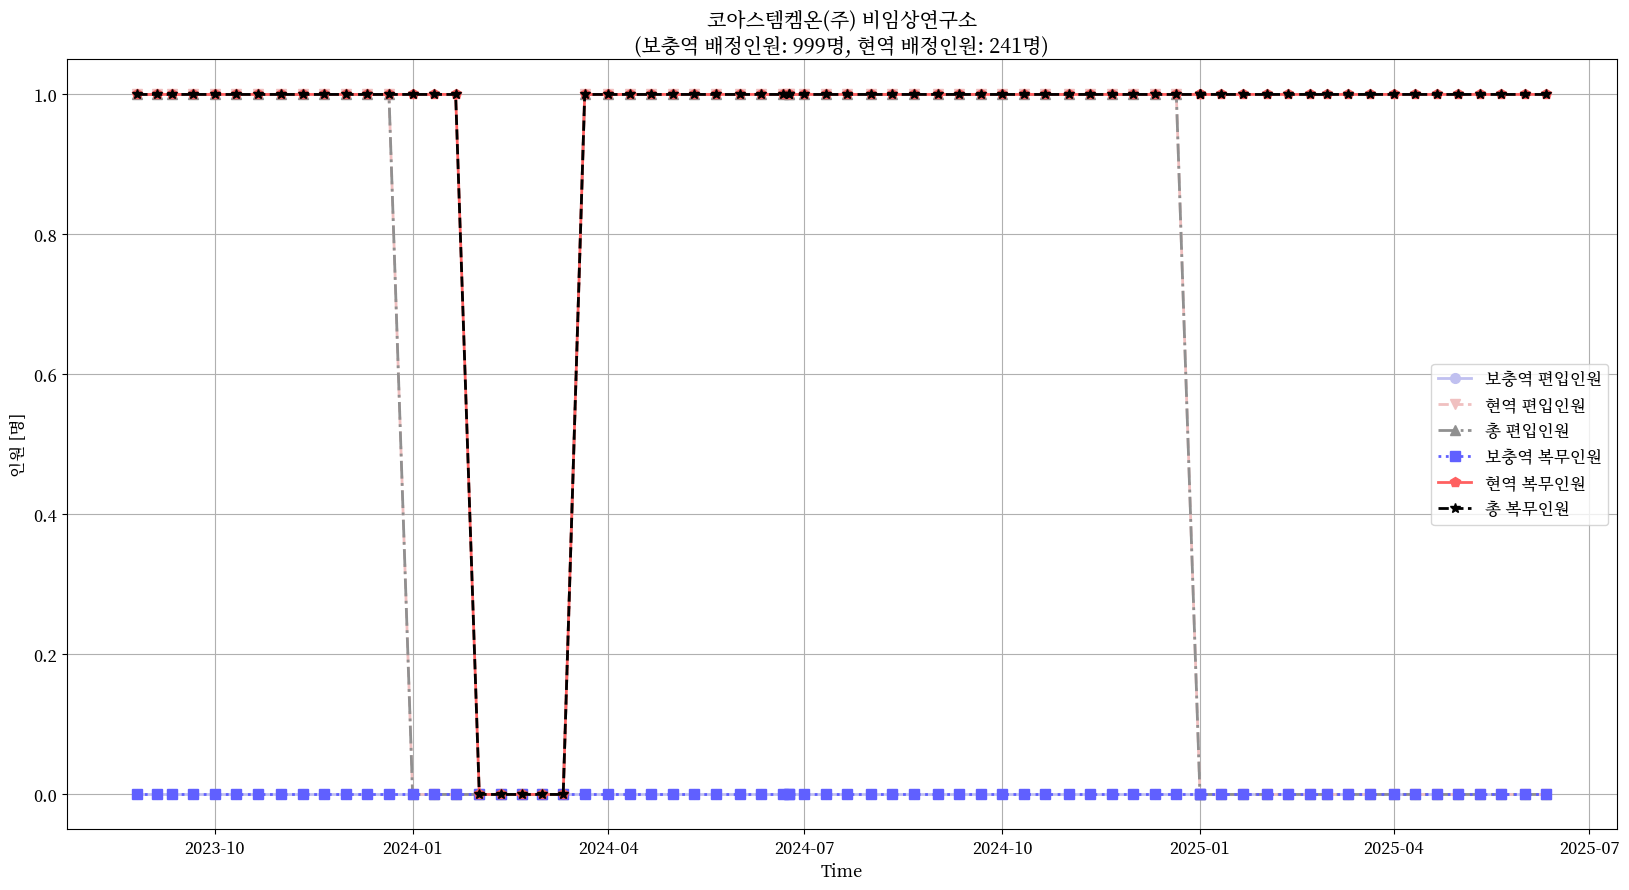 코아스템켐온(주) 비임상연구소
(보충역 배정인원: 999명, 현역 배정인원: 241명)
1.0
0.8
0.6
0.4
0.2
0.0
인원 [명]
보충역 편입인원
현역 편입인원
총 편입인원
보충역 복무인원
현역 복무인원
총 복무인원
2023-10
2024-01
2024-04
2024-07
2024-10
2025-01
2025-04
2025-07
Time